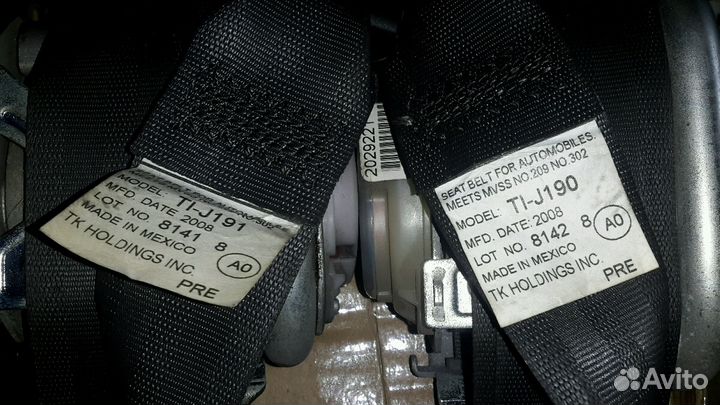 MODEL: TI-J191
MFD. DATE: 2008
LOT NO. 8141 8
MADE IN MEXICO
TK HOLDINGS INC.
A0
PRE
2029221
SEAT BELT FOR AUTOMOBILES.
MEETS MVSS NO.209 NO.302
MODEL: TI-J190
MFD. DATE: 2008
LOT NO. 8142 8
MADE IN MEXICO
TK HOLDINGS INC.
A0
PRE
Avito